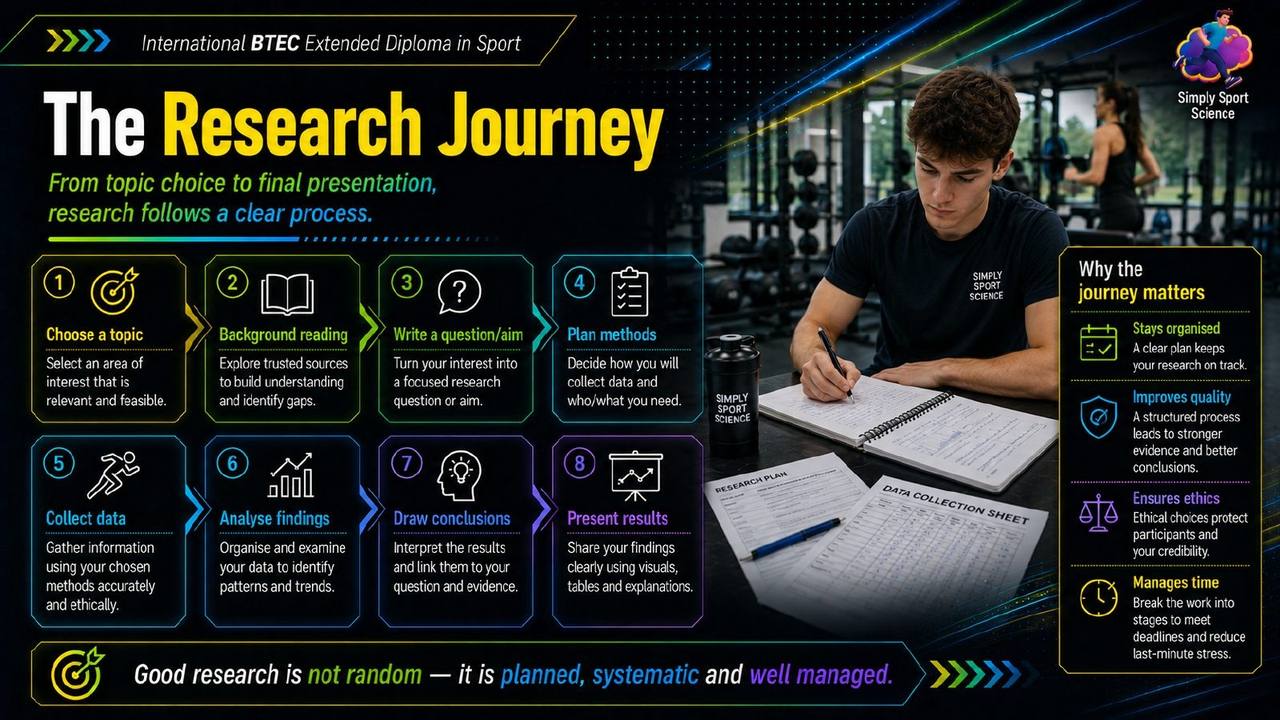 International BTEC Extended Diploma in Sport
Simply Sport
Science
The Research Journey
From topic choice to final presentation,
research follows a clear process.
1
Choose a topic
Select an area of
interest that is
relevant and feasible.
2
Background reading
Explore trusted sources
to build understanding
and identify gaps.
3
Write a question/aim
Turn your interest into
a focused research
question or aim.
4
Plan methods
Decide how you will
collect data and
who/what you need.
5
Collect data
Gather information
using your chosen
methods accurately
and ethically.
6
Analyse findings
Organise and examine
your data to identify
patterns and trends.
7
Draw conclusions
Interpret the results
and link them to your
question and evidence.
8
Present results
Share your findings
clearly using visuals,
tables and explanations.
SIMPLY
SPORT
SCIENCE
SIMPLY
SPORT
SCIENCE
RESEARCH PLAN
DATA COLLECTION SHEET
Why the
journey matters
Stays organised
A clear plan keeps
your research on track.
Improves quality
A structured process
leads to stronger
evidence and better
conclusions.
Ensures ethics
Ethical choices protect
participants and
your credibility.
Manages time
Break the work into
stages to meet
deadlines and reduce
last-minute stress.
Good research is not random — it is planned, systematic and well managed.